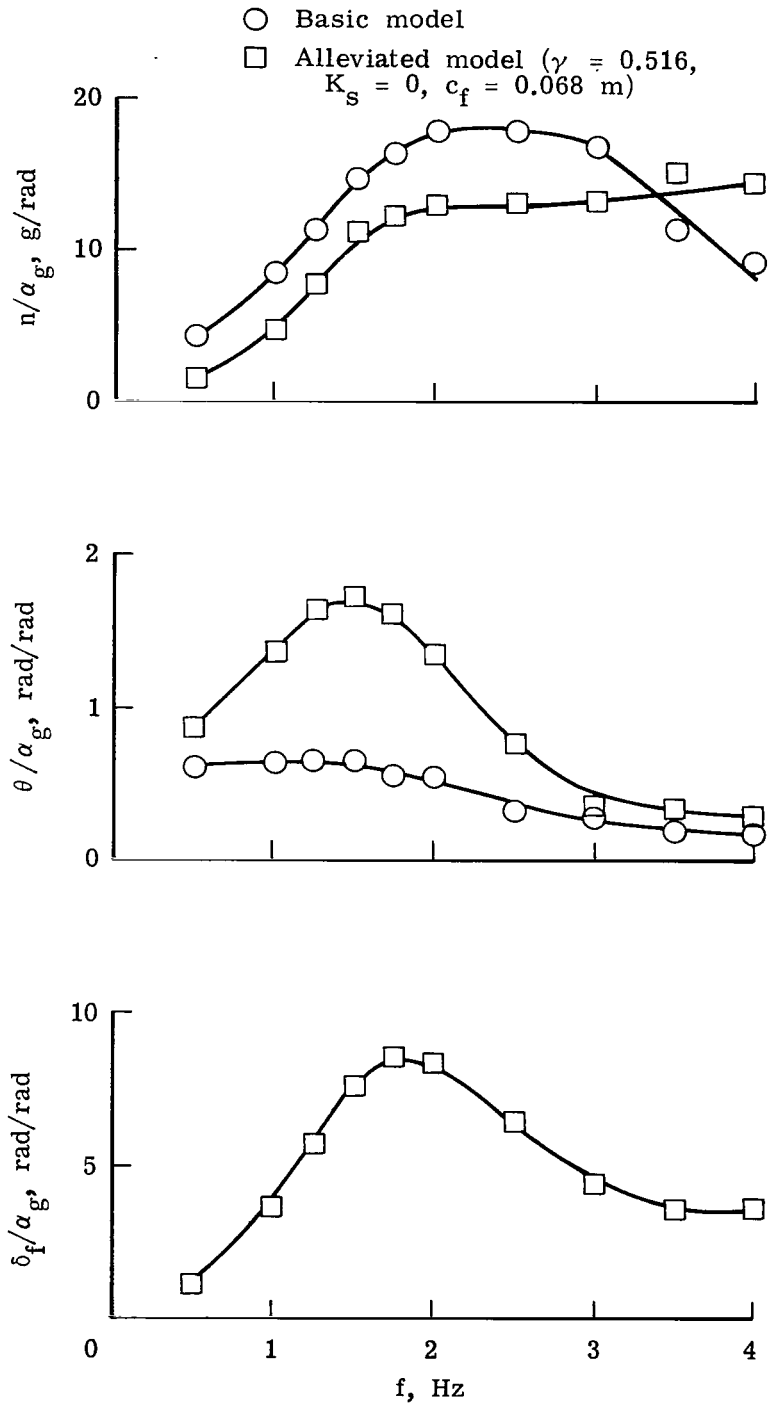 Basic model
Alleviated model (γ = 0.516,
K_s = 0, c_f = 0.068 m)
20
10
0
n/α_g, g/rad
2
1
0
θ/α_g, rad/rad
10
5
0
δ_f/α_g, rad/rad
1 2 3 4
f, Hz